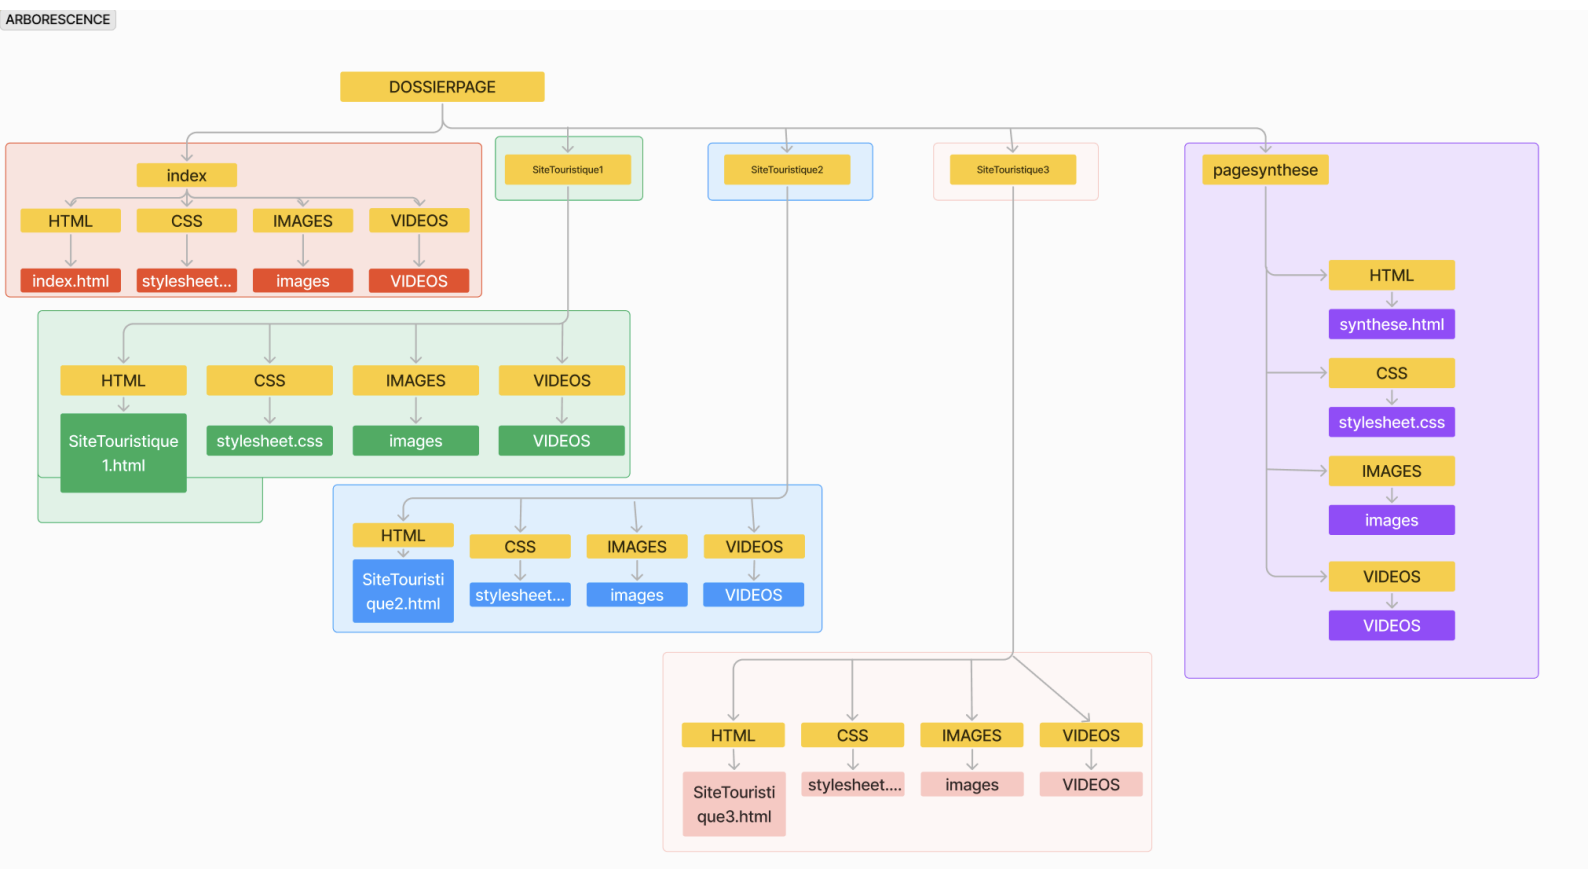 ARBORESCENCE
DOSSIERPAGE
index
SiteTouristique1
SiteTouristique2
SiteTouristique3
pagesynthese
HTML
CSS
IMAGES
VIDEOS
index.html
stylesheet...
images
VIDEOS
HTML
CSS
IMAGES
VIDEOS
SiteTouristique
1.html
stylesheet.css
images
VIDEOS
HTML
CSS
IMAGES
VIDEOS
SiteTouristi
que2.html
stylesheet...
images
VIDEOS
HTML
CSS
IMAGES
VIDEOS
SiteTouristi
que3.html
stylesheet....
images
VIDEOS
HTML
synthese.html
CSS
stylesheet.css
IMAGES
images
VIDEOS
VIDEOS